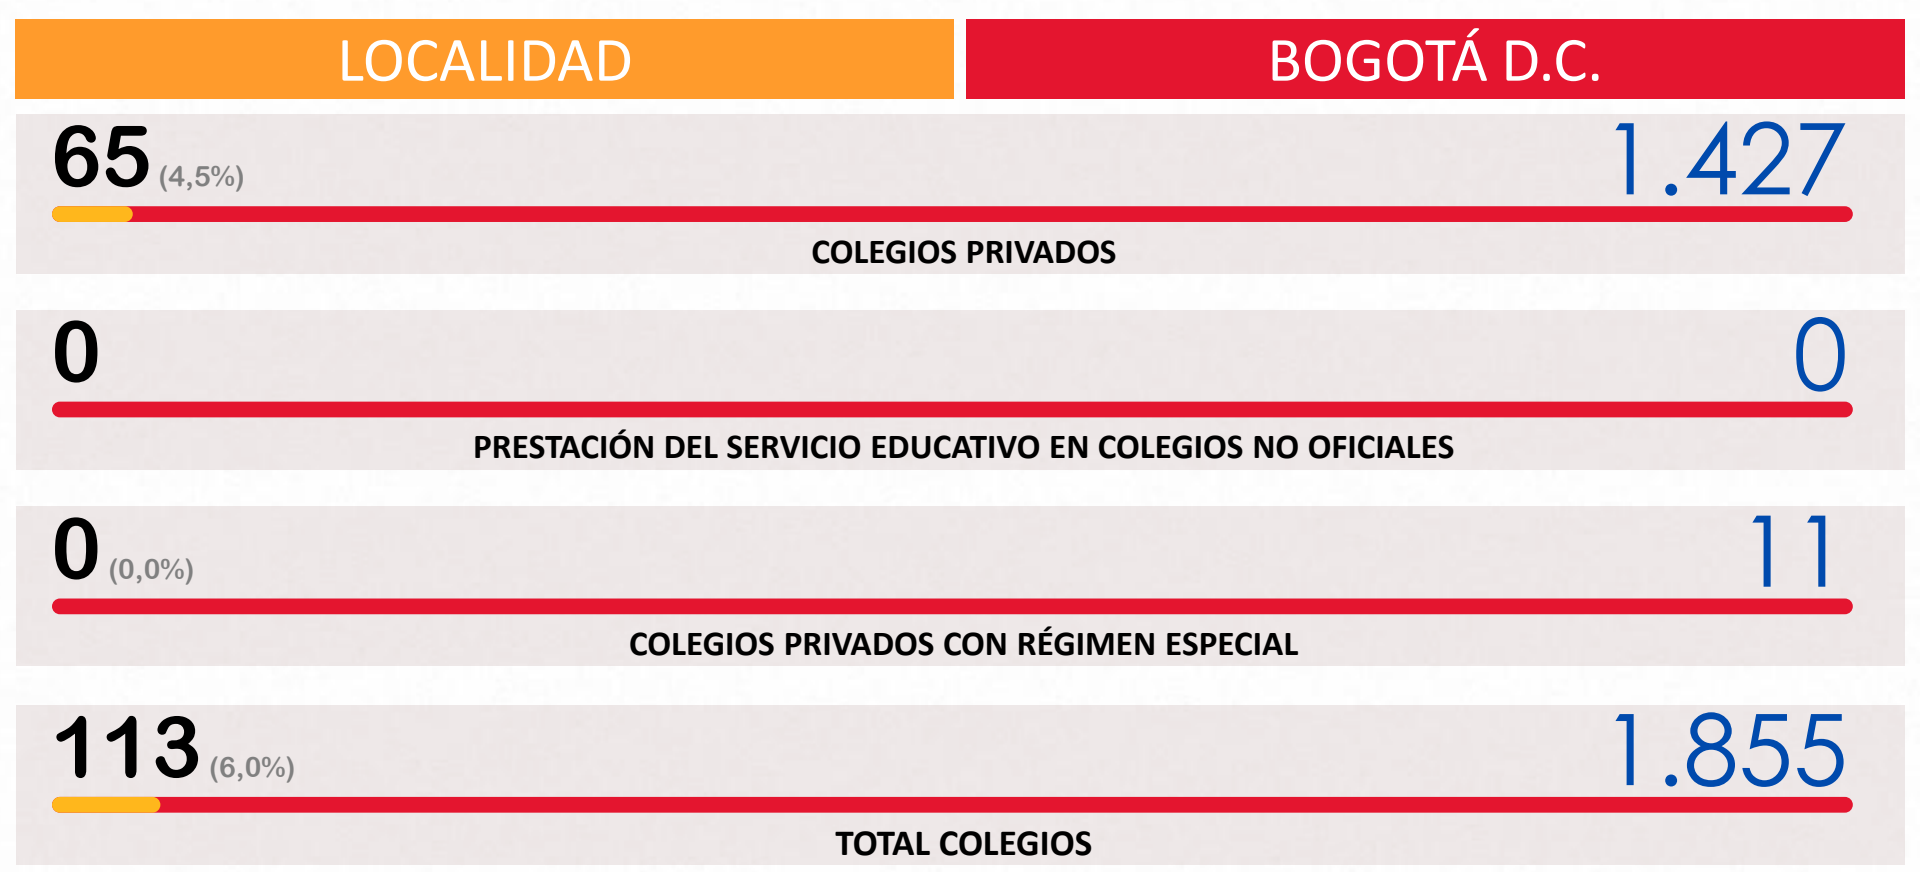 LOCALIDAD
BOGOTÁ D.C.
65 (4,5%)
1.427
COLEGIOS PRIVADOS
0
0
PRESTACIÓN DEL SERVICIO EDUCATIVO EN COLEGIOS NO OFICIALES
0 (0,0%)
11
COLEGIOS PRIVADOS CON RÉGIMEN ESPECIAL
113 (6,0%)
1.855
TOTAL COLEGIOS